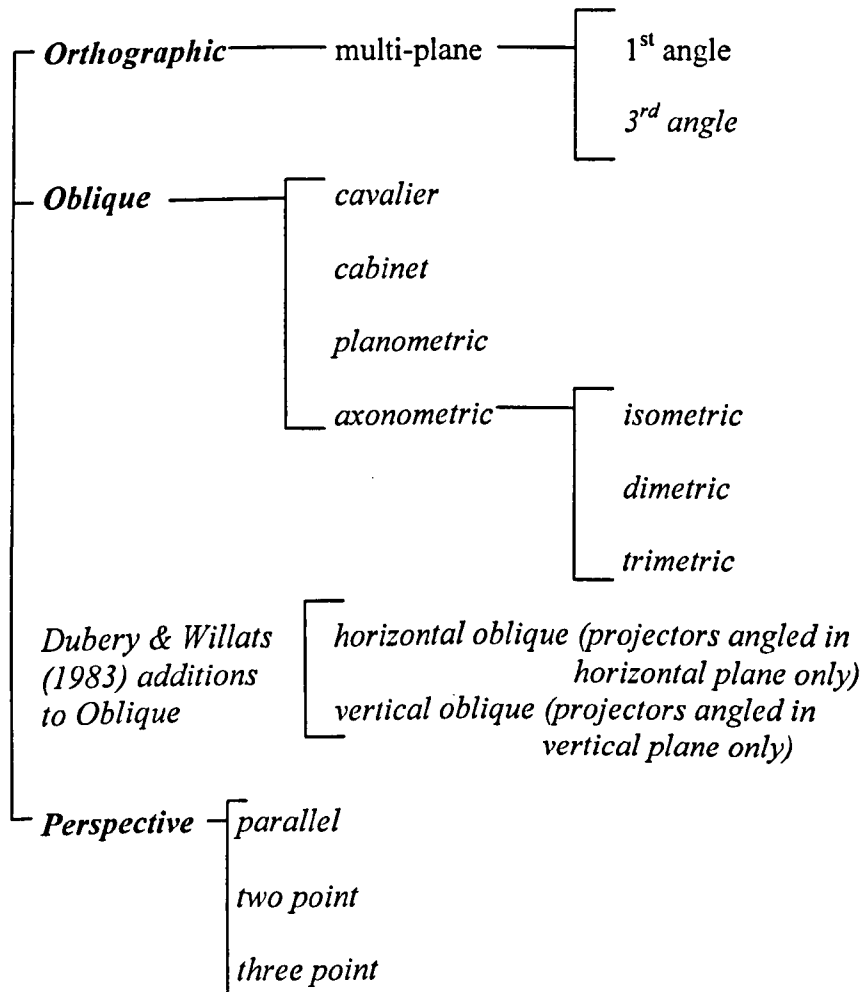 Orthographic multi-plane 1st angle
3rd angle
Oblique cavalier
cabinet
planometric
axonometric isometric
dimetric
trimetric
Dubery & Willats
(1983) additions
to Oblique
horizontal oblique (projectors angled in
horizontal plane only)
vertical oblique (projectors angled in
vertical plane only)
Perspective parallel
two point
three point